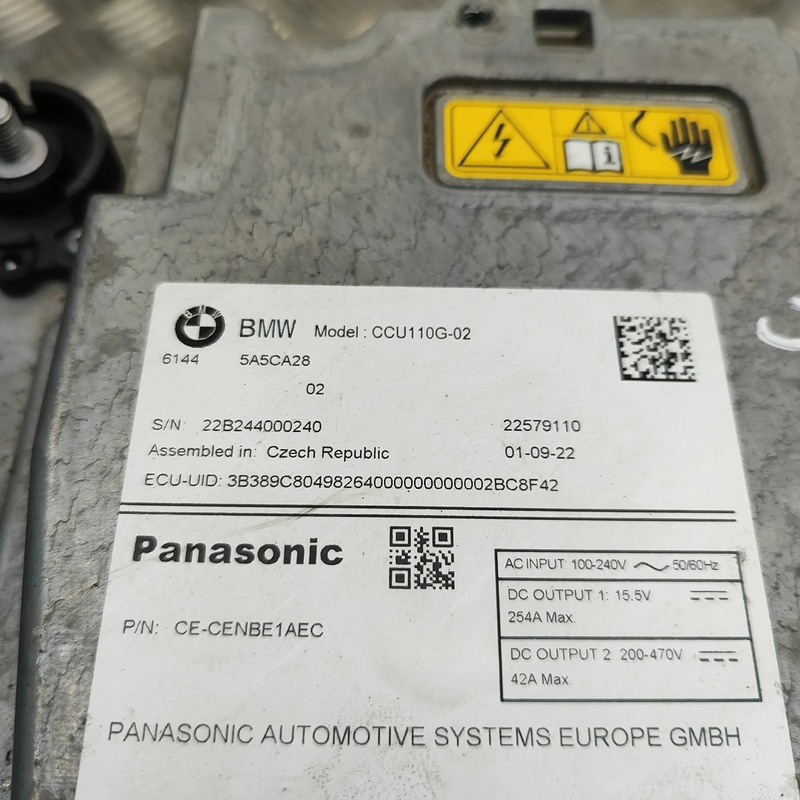 BMW Model : CCU110G-02
6144 5A5CA28
02
S/N: 22B244000240 22579110
Assembled in: Czech Republic 01-09-22
ECU-UID: 3B389C80498264000000000002BC8F42
Panasonic
AC INPUT: 100-240V 50/60Hz
DC OUTPUT 1: 15.5V
254A Max.
P/N: CE-CENBE1AEC
DC OUTPUT 2: 200-470V
42A Max.
PANASONIC AUTOMOTIVE SYSTEMS EUROPE GMBH